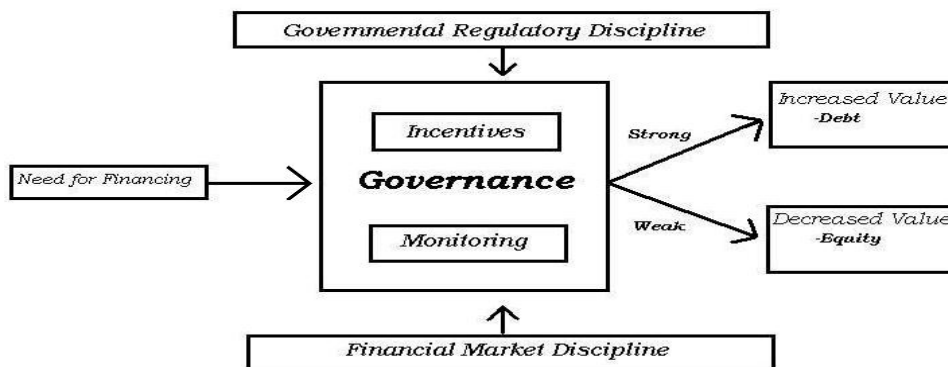 Governmental Regulatory Discipline
Increased Value
-Debt
Incentives
Strong
Need for Financing
Governance
Weak
Decreased Value
-Equity
Monitoring
Financial Market Discipline